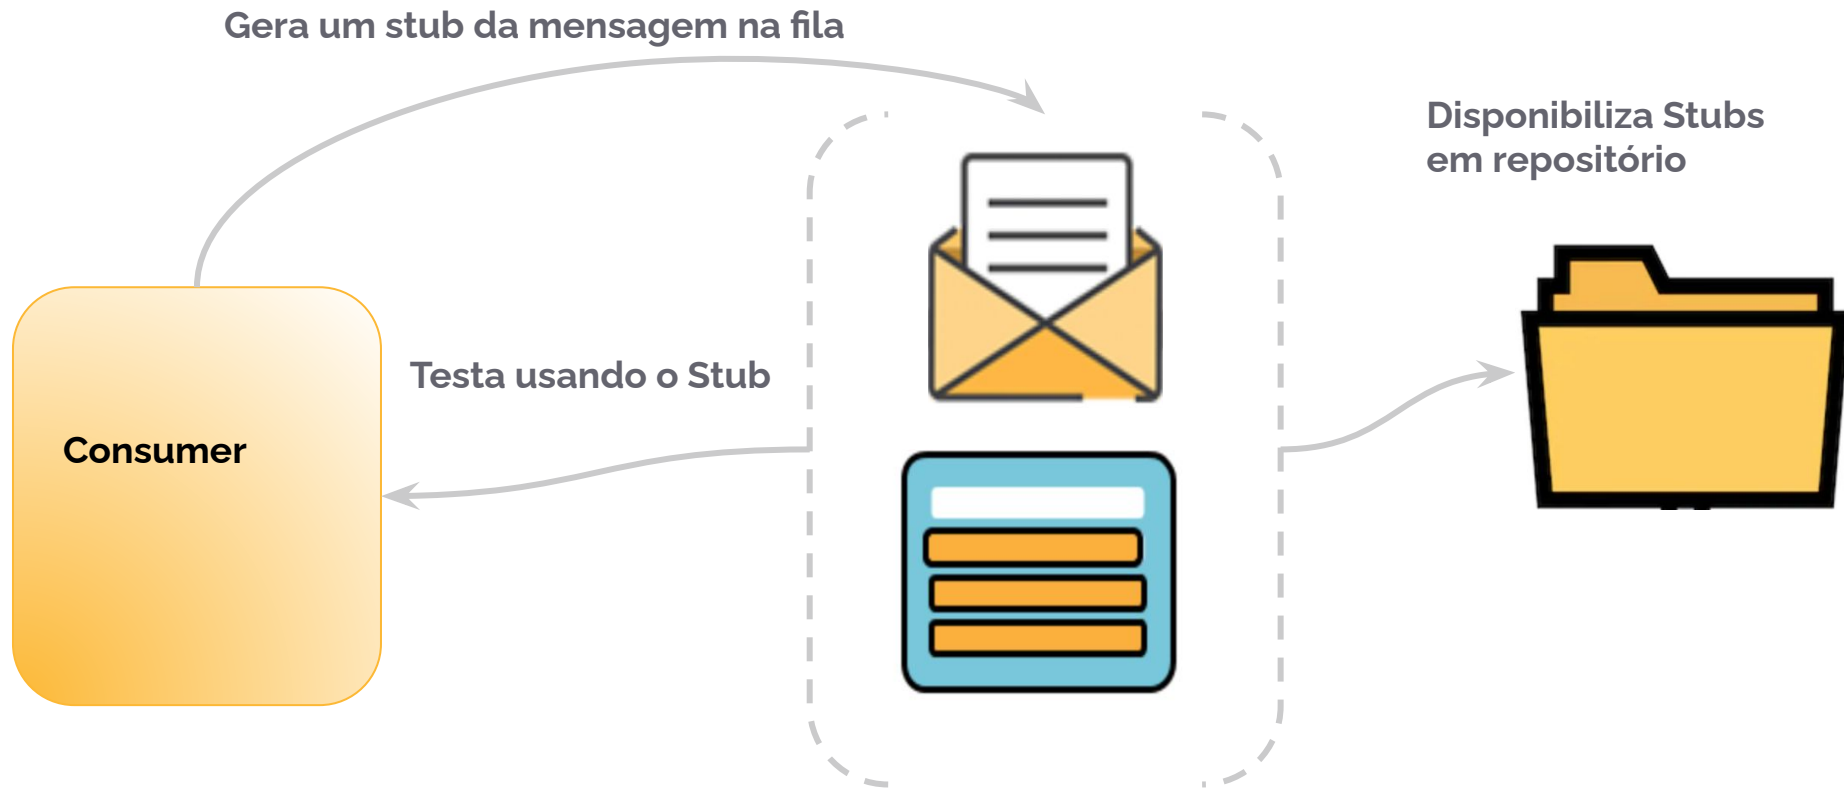 Gera um stub da mensagem na fila
Disponibiliza Stubs
em repositório
Testa usando o Stub
Consumer